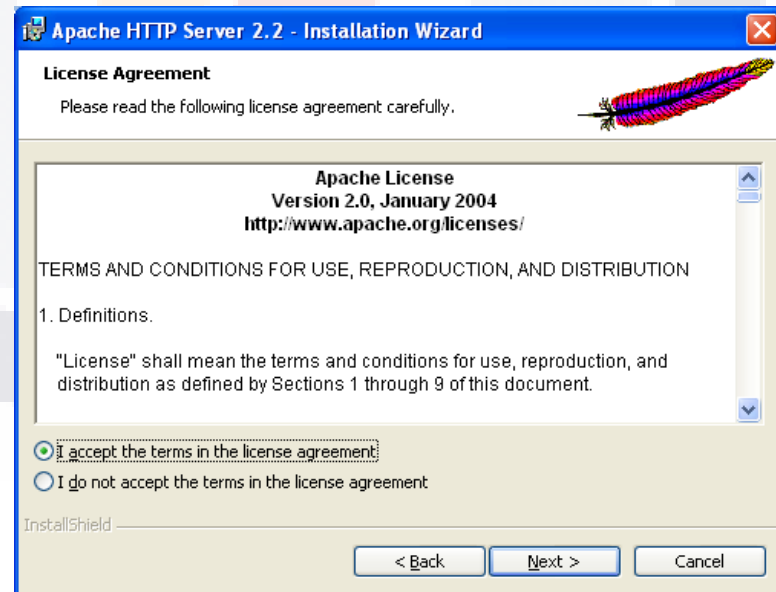 Apache HTTP Server 2.2 - Installation Wizard
License Agreement
Please read the following license agreement carefully.
Apache License
Version 2.0, January 2004
http://www.apache.org/licenses/
TERMS AND CONDITIONS FOR USE, REPRODUCTION, AND DISTRIBUTION
1. Definitions.
"License" shall mean the terms and conditions for use, reproduction, and
distribution as defined by Sections 1 through 9 of this document.
I accept the terms in the license agreement
I do not accept the terms in the license agreement
InstallShield
< Back Next > Cancel